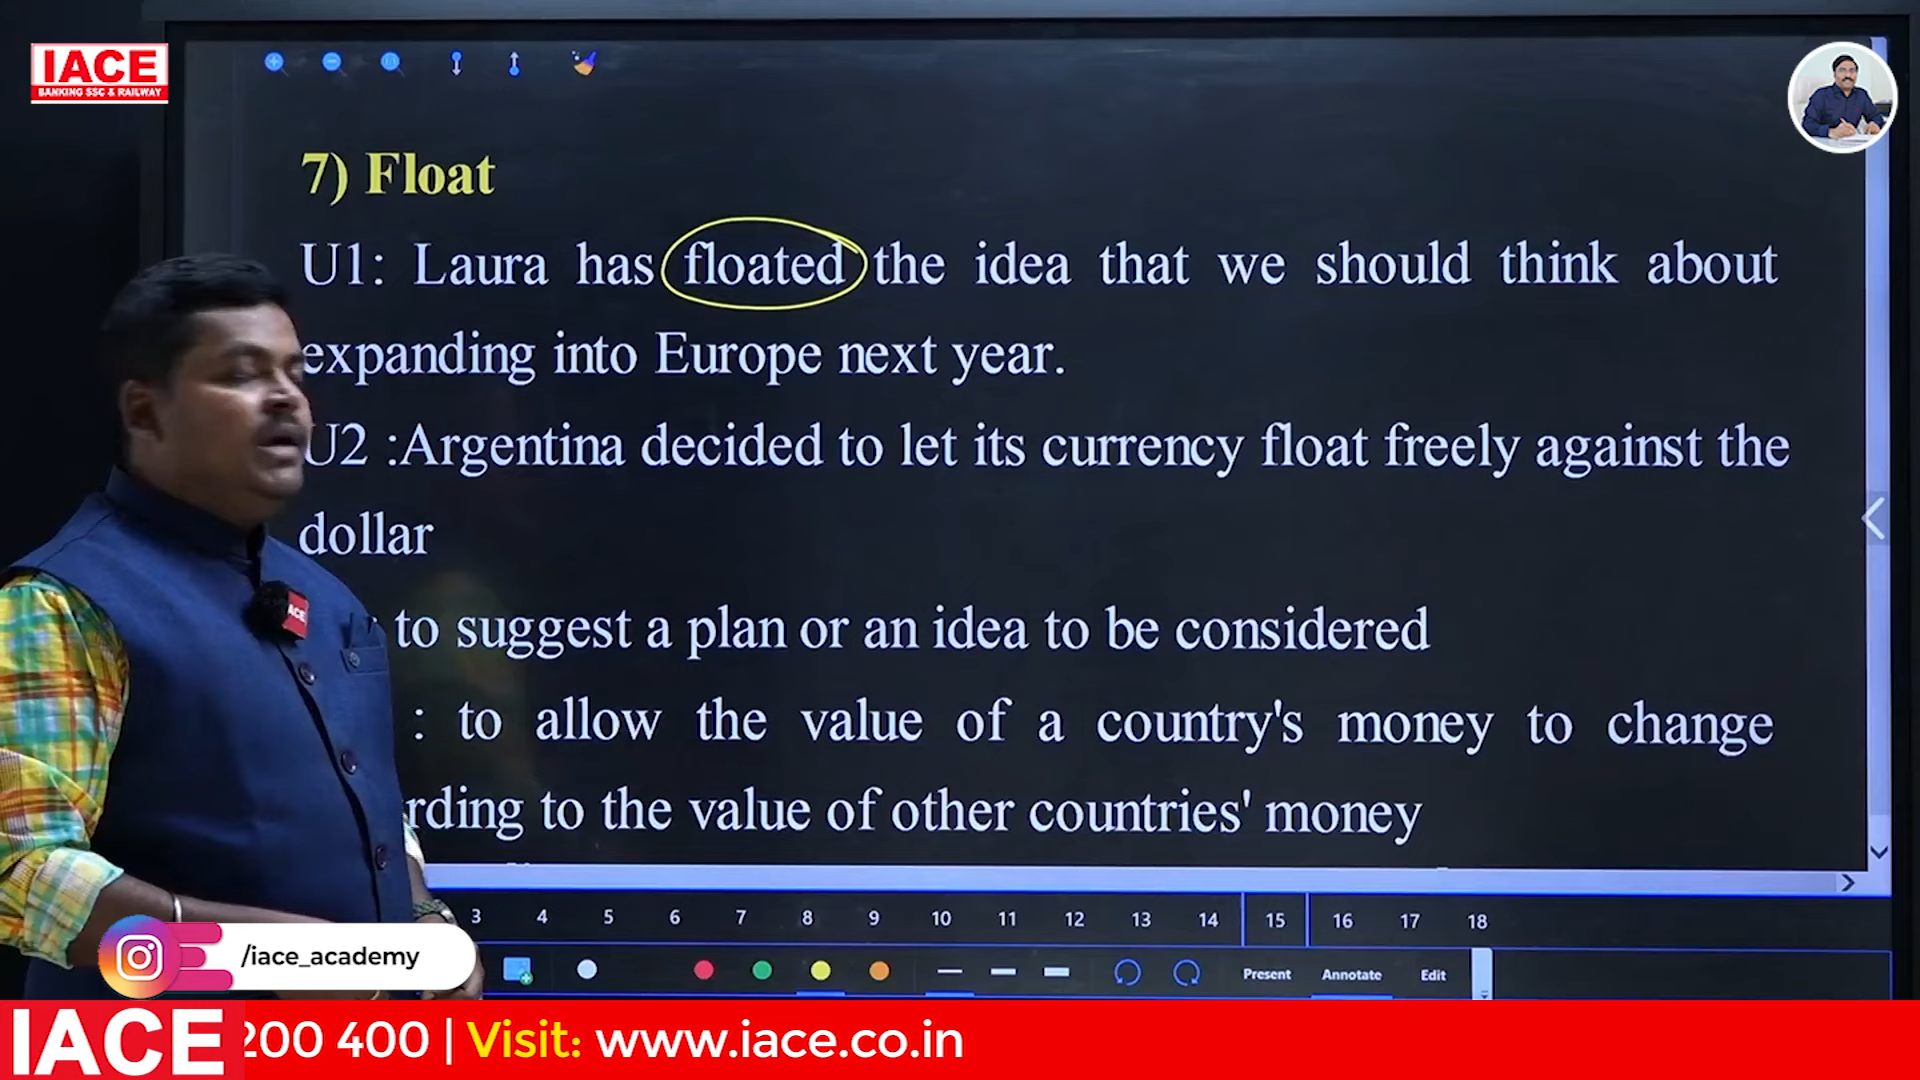 IACE
BANKING SSC & RAILWAY
7) Float
U1: Laura has floated the idea that we should think about
expanding into Europe next year.
U2 :Argentina decided to let its currency float freely against the
dollar
to suggest a plan or an idea to be considered
: to allow the value of a country's money to change
rding to the value of other countries' money
3 4 5 6 7 8 9 10 11 12 13 14 15 16 17 18
Present Annotate Edit
/iace_academy
IACE 200 400 | Visit: www.iace.co.in